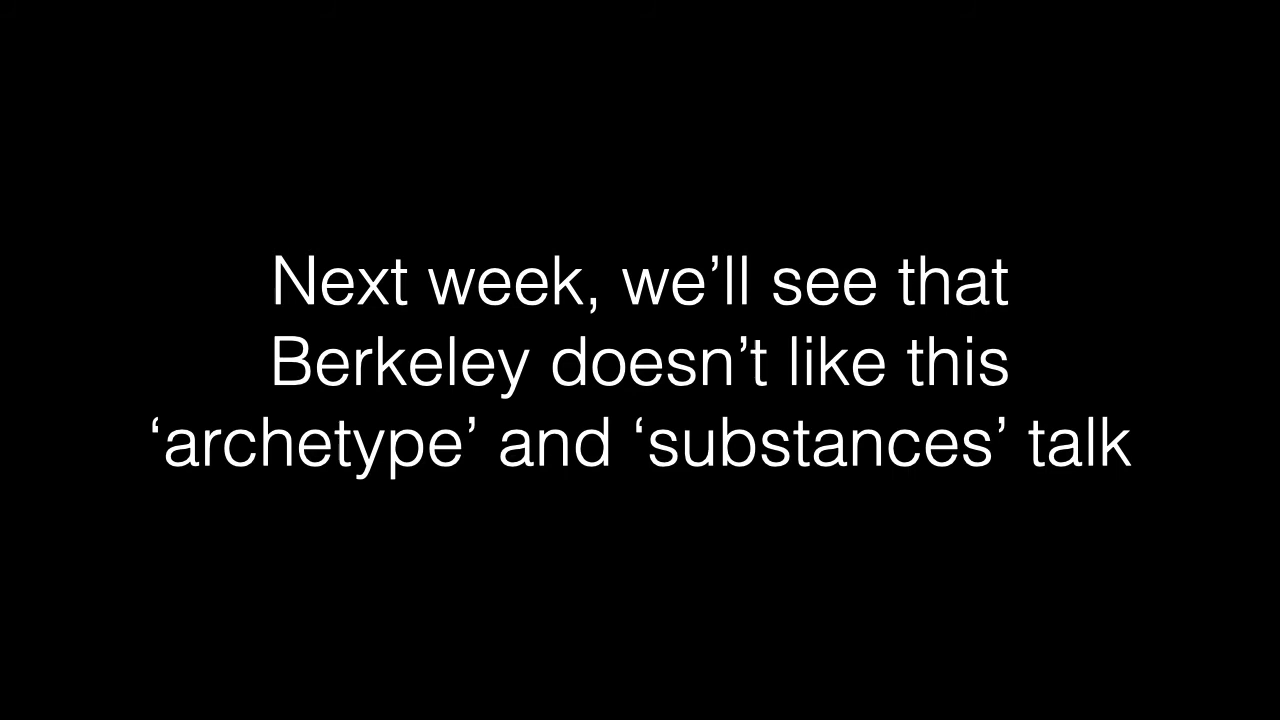 Next week, we’ll see that
Berkeley doesn’t like this
‘archetype’ and ‘substances’ talk